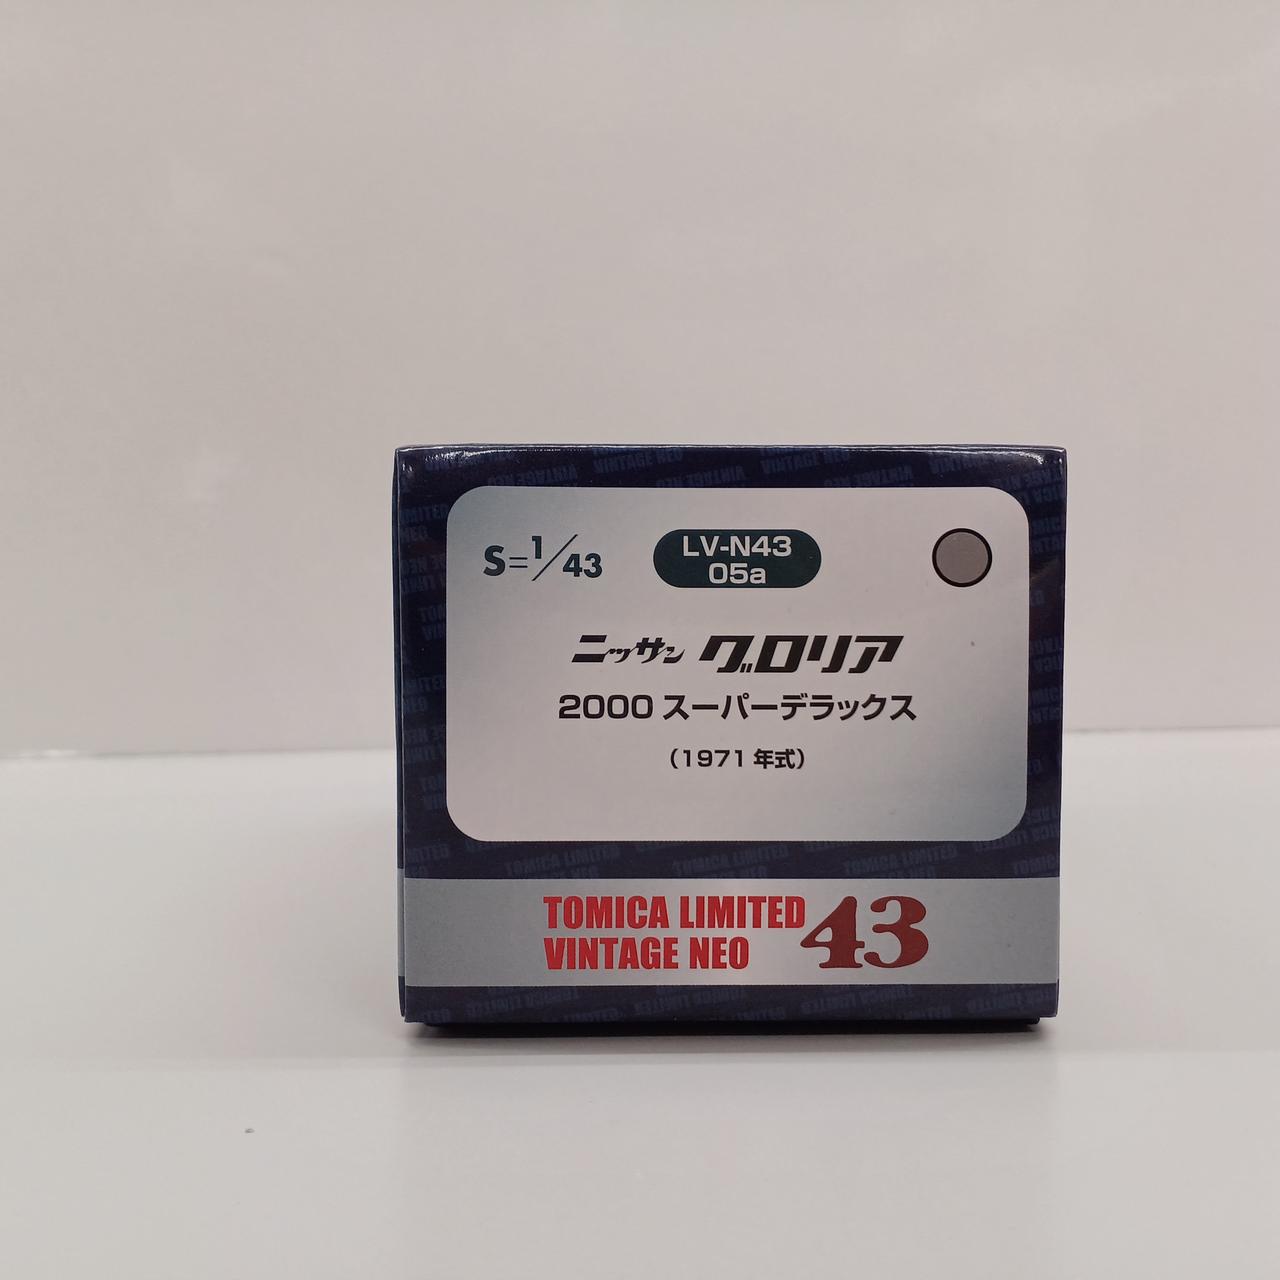 S=1/43
LV-N43
05a
ニッサン グロリア
2000 スーパーデラックス
(1971 年式)
TOMICA LIMITED
VINTAGE NEO 43